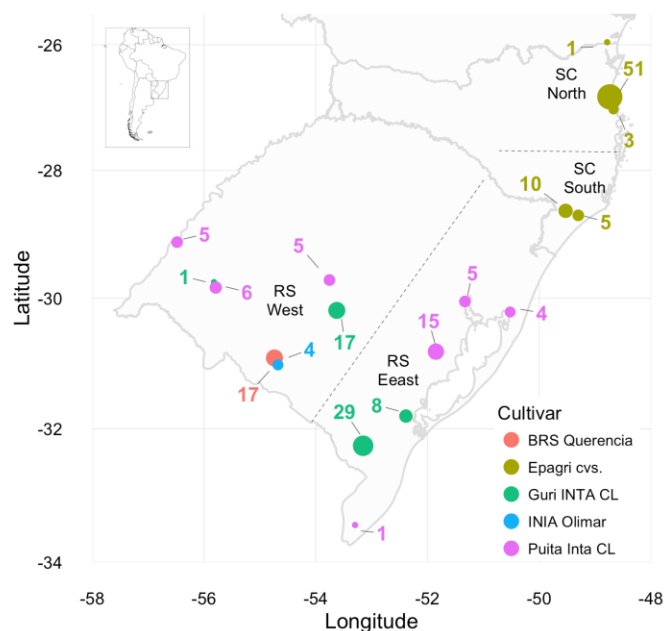 -26
-28
-30
-32
-34
Latitude
1
51
SC
North
3
10
SC
South
5
5
5
5
1
6
RS
West
4
15
17
4
RS
Eeast
17
29
8
1
Cultivar
BRS Querencia
Epagri cvs.
Guri INTA CL
INIA Olimar
Puita Inta CL
-58
-56
-54
-52
-50
-48
Longitude